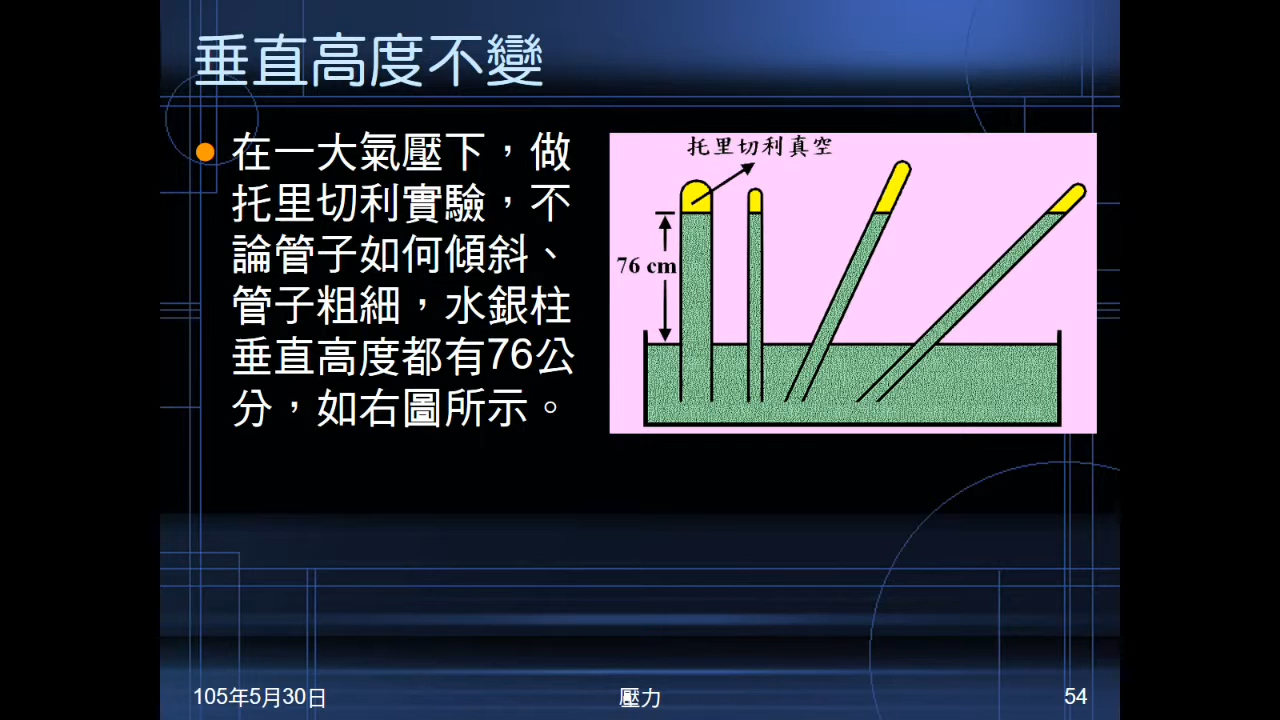 垂直高度不變
在一大氣壓下，做
托里切利實驗，不
論管子如何傾斜、
管子粗細，水銀柱
垂直高度都有76公
分，如右圖所示。
托里切利真空
76 cm
105年5月30日
壓力
54